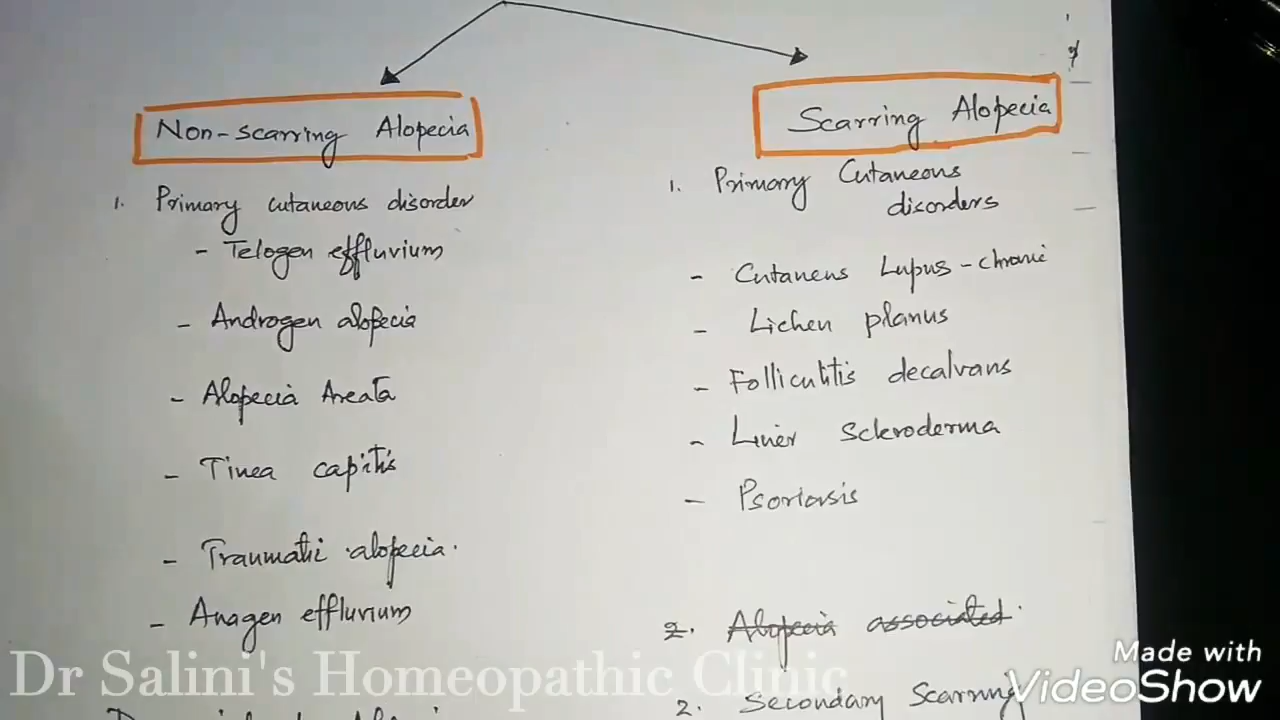 Non-scarring Alopecia
1. Primary cutaneous disorder
- Telogen effluvium
- Androgen alopecia
- Alopecia Areata
- Tinea capitis
- Traumatic alopecia.
- Anagen effluvium
Scarring Alopecia
1. Primary Cutaneous
disorders
- Cutaneus Lupus - chronic
- Lichen planus
- Folliculitis decalvans
- Liner Scleroderma
- Psoriasis
2. Alopecia associated
2. Secondary Scarring
Dr Salini's Homeopathic Clinic
Made with
VideoShow